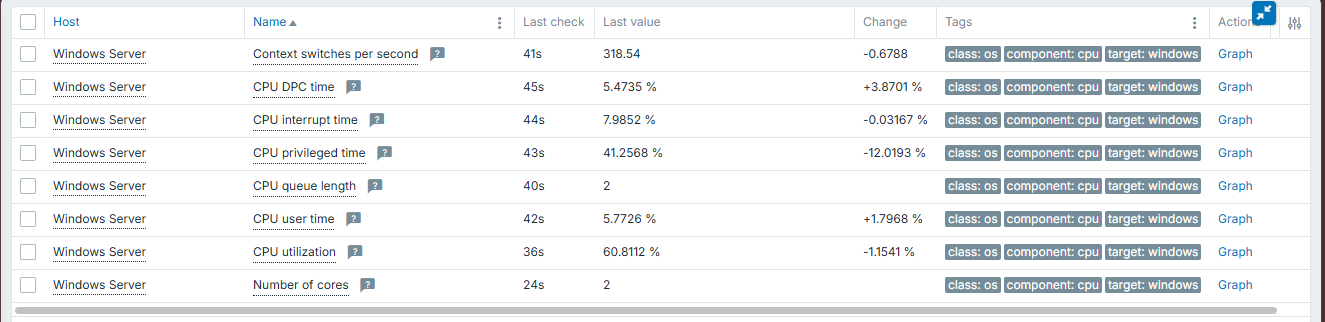 Host Name Last check Last value Change Tags Actions
Windows Server Context switches per second ? 41s 318.54 -0.6788 class: os component: cpu target: windows Graph
Windows Server CPU DPC time ? 45s 5.4735 % +3.8701 % class: os component: cpu target: windows Graph
Windows Server CPU interrupt time ? 44s 7.9852 % -0.03167 % class: os component: cpu target: windows Graph
Windows Server CPU privileged time ? 43s 41.2568 % -12.0193 % class: os component: cpu target: windows Graph
Windows Server CPU queue length ? 40s 2 class: os component: cpu target: windows Graph
Windows Server CPU user time ? 42s 5.7726 % +1.7968 % class: os component: cpu target: windows Graph
Windows Server CPU utilization ? 36s 60.8112 % -1.1541 % class: os component: cpu target: windows Graph
Windows Server Number of cores ? 24s 2 class: os component: cpu target: windows Graph